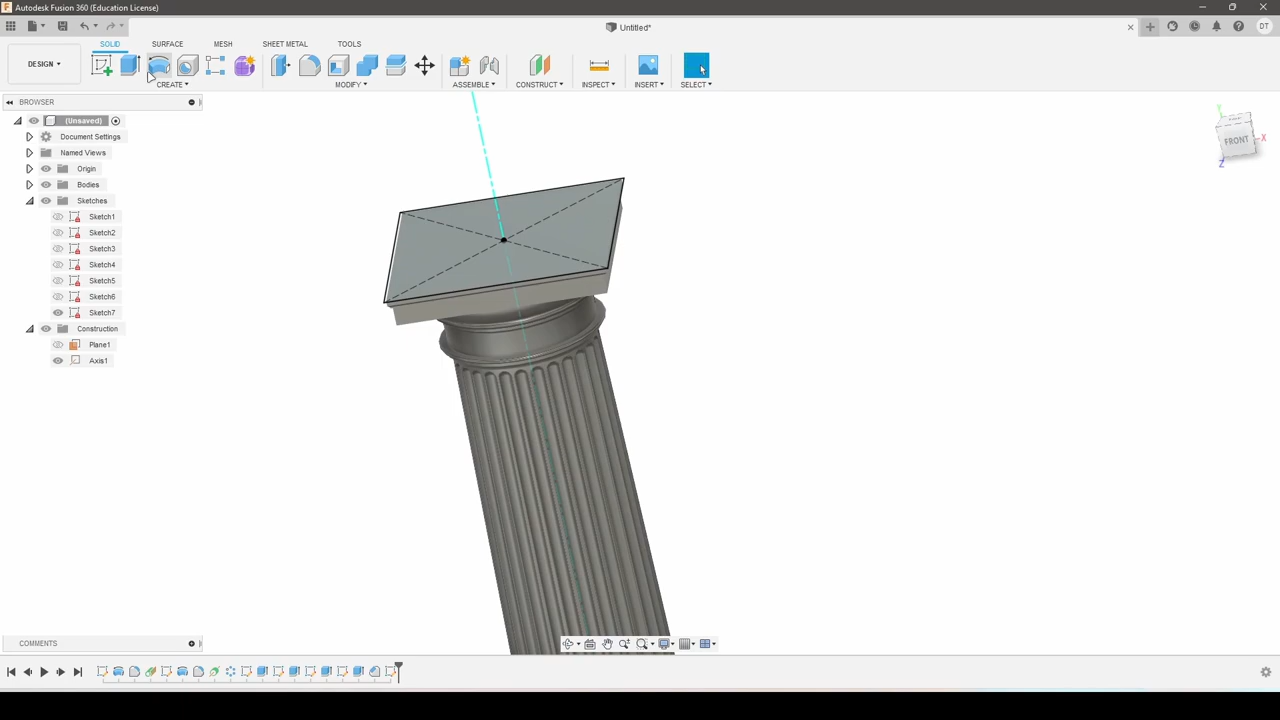 Autodesk Fusion 360 (Education License)
Untitled*
DT
SOLID SURFACE MESH SHEET METAL TOOLS
DESIGN
CREATE MODIFY ASSEMBLE CONSTRUCT INSPECT INSERT SELECT
BROWSER
(Unsaved)
Document Settings
Named Views
Origin
Bodies
Sketches
Sketch1
Sketch2
Sketch3
Sketch4
Sketch5
Sketch6
Sketch7
Construction
Plane1
Axis1
Y
FRONT
X
Z
COMMENTS